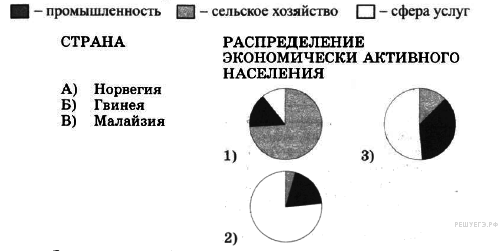 – промышленность – сельское хозяйство – сфера услуг
СТРАНА
РАСПРЕДЕЛЕНИЕ
ЭКОНОМИЧЕСКИ АКТИВНОГО
НАСЕЛЕНИЯ
А) Норвегия
Б) Гвинея
В) Малайзия
1)
3)
2)
РЕШУЕГЭ.РФ